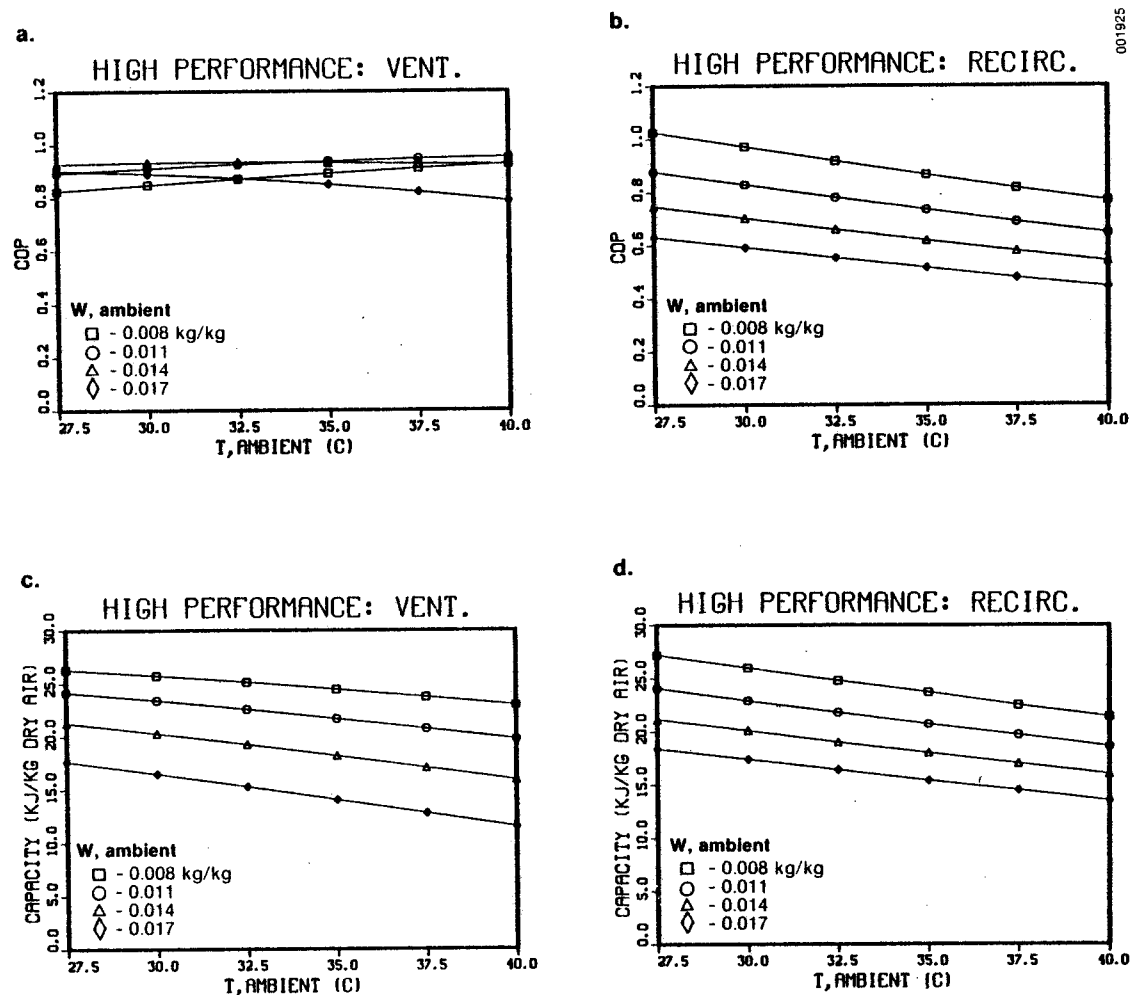 001925
a.
HIGH PERFORMANCE: VENT.
COP
0.0 0.2 0.4 0.6 0.8 1.0 1.2
W, ambient
- 0.008 kg/kg
- 0.011
- 0.014
- 0.017
27.5 30.0 32.5 35.0 37.5 40.0
T,AMBIENT (C)
b.
HIGH PERFORMANCE: RECIRC.
COP
0.0 0.2 0.4 0.6 0.8 1.0 1.2
W, ambient
- 0.008 kg/kg
- 0.011
- 0.014
- 0.017
27.5 30.0 32.5 35.0 37.5 40.0
T,AMBIENT (C)
c.
HIGH PERFORMANCE: VENT.
CAPACITY (KJ/KG DRY AIR)
0.0 5.0 10.0 15.0 20.0 25.0 30.0
W, ambient
- 0.008 kg/kg
- 0.011
- 0.014
- 0.017
27.5 30.0 32.5 35.0 37.5 40.0
T,AMBIENT (C)
d.
HIGH PERFORMANCE: RECIRC.
CAPACITY (KJ/KG DRY AIR)
0.0 5.0 10.0 15.0 20.0 25.0 30.0
W, ambient
- 0.008 kg/kg
- 0.011
- 0.014
- 0.017
27.5 30.0 32.5 35.0 37.5 40.0
T,AMBIENT (C)